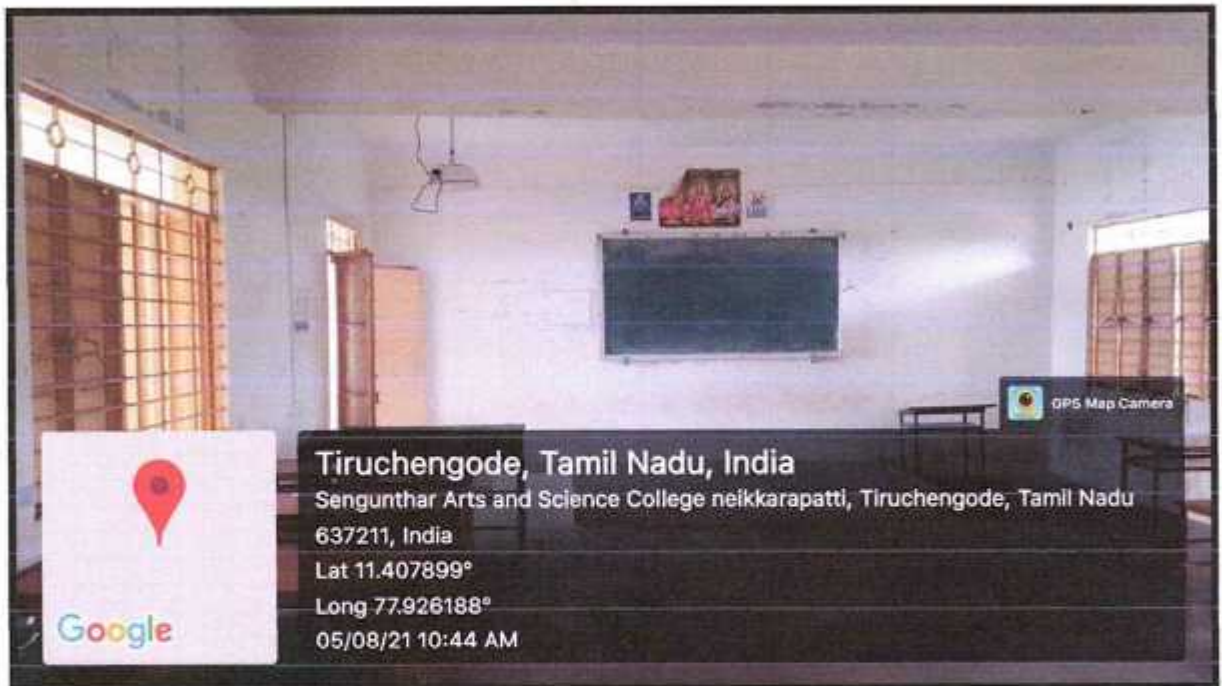 GPS Map Camera
Tiruchengode, Tamil Nadu, India
Sengunthar Arts and Science College neikkarapatti, Tiruchengode, Tamil Nadu
637211, India
Lat 11.407899°
Long 77.926188°
05/08/21 10:44 AM
Google